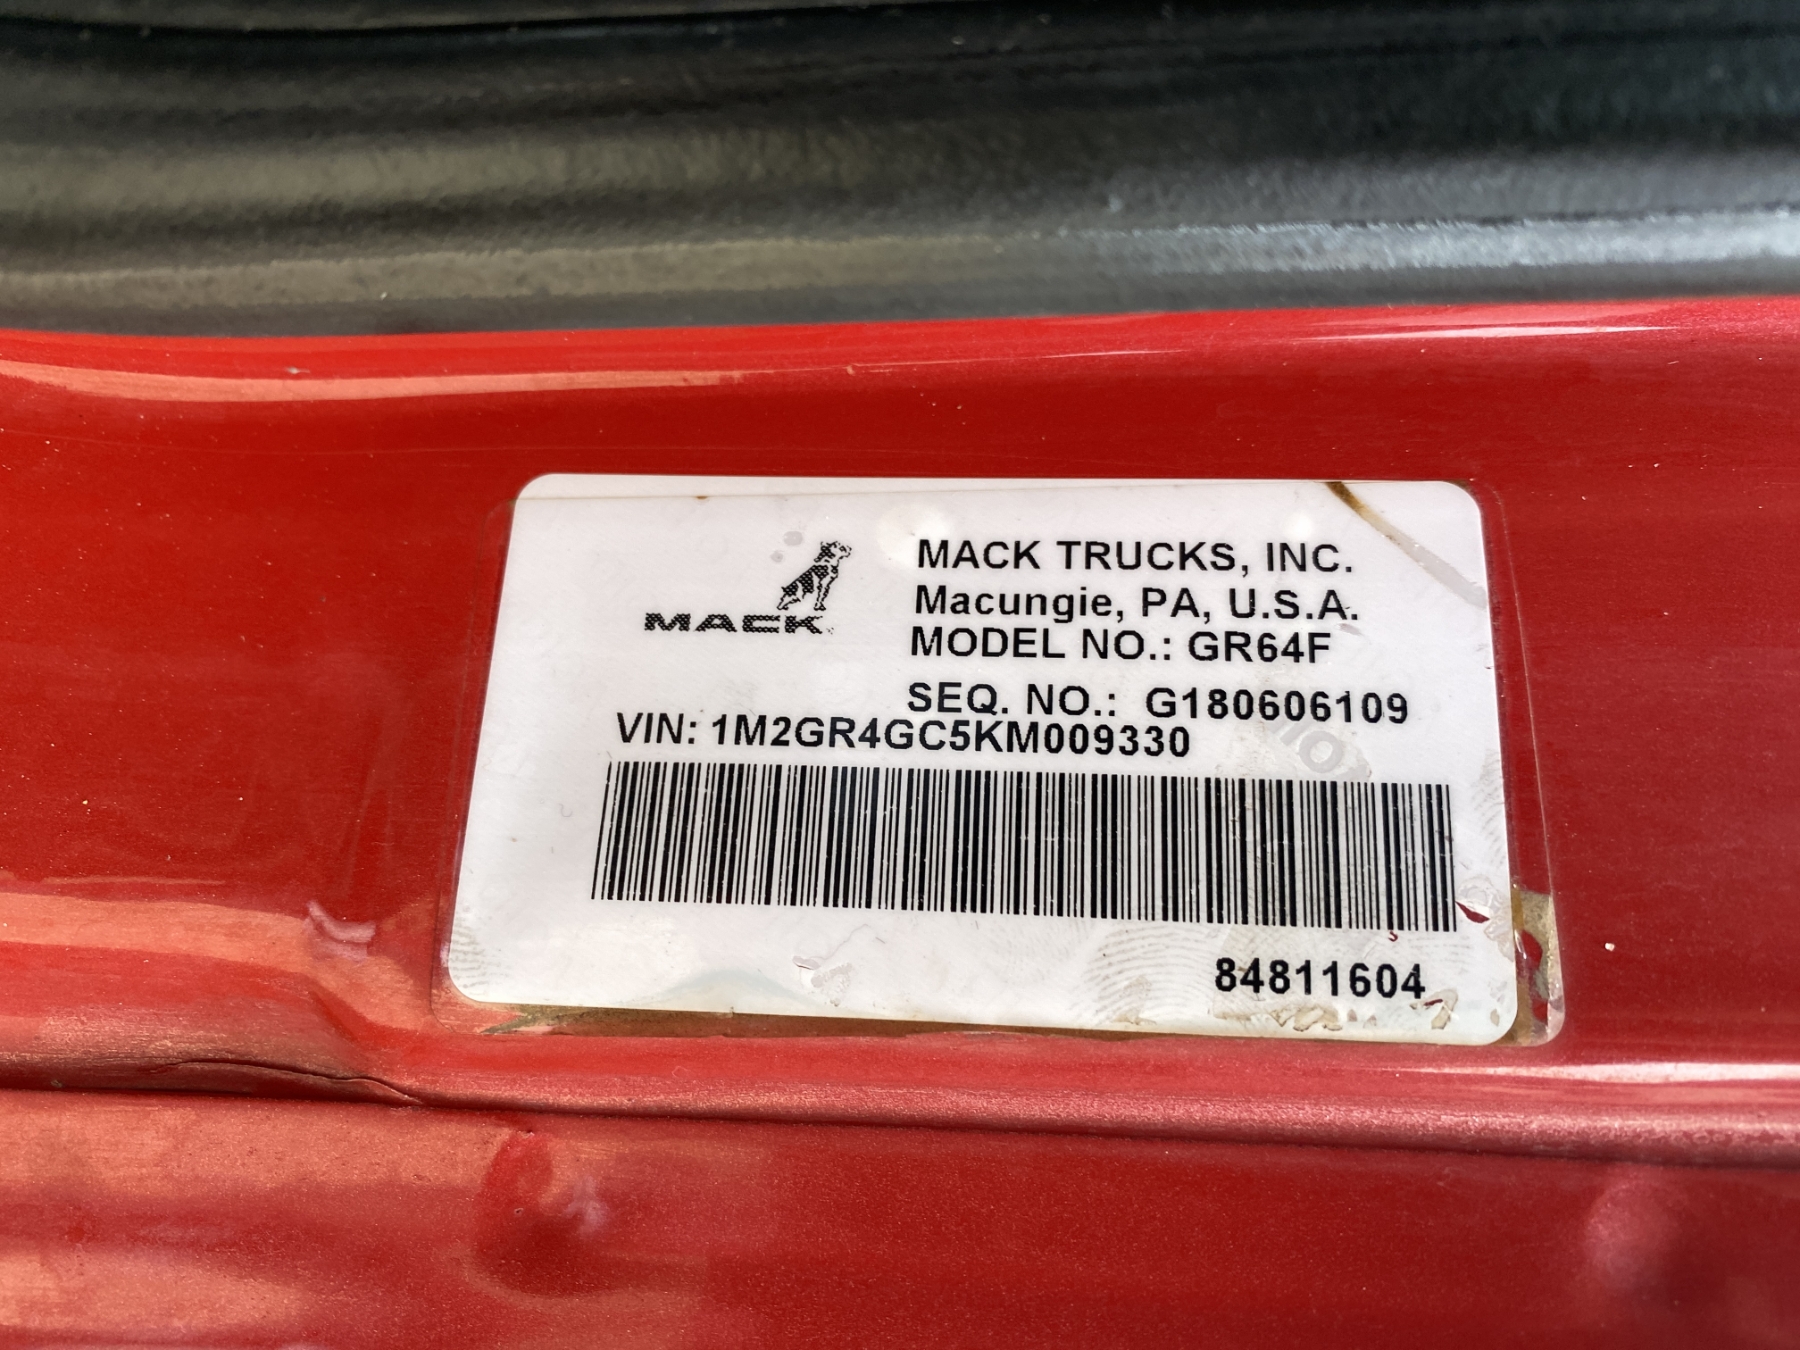 MACK
MACK TRUCKS, INC.
Macungie, PA, U.S.A.
MODEL NO.: GR64F
SEQ. NO.: G180606109
VIN: 1M2GR4GC5KM009330
84811604